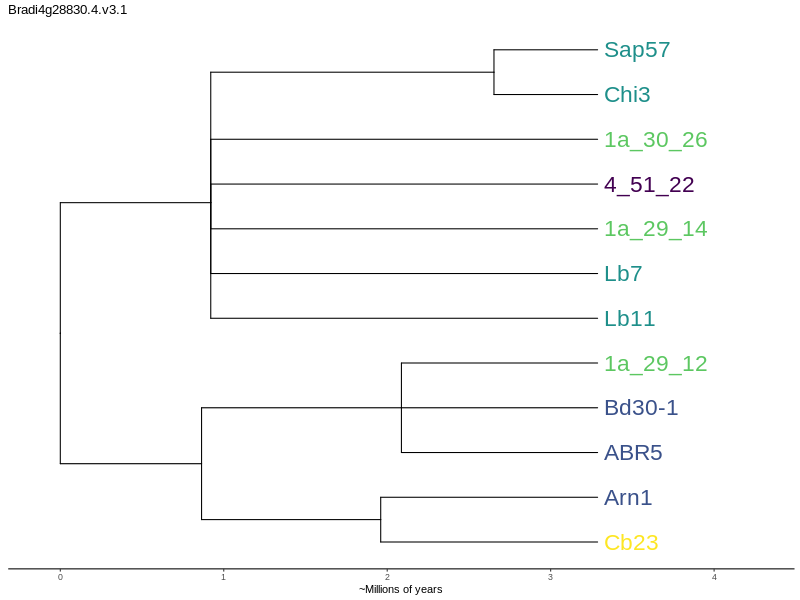 Bradi4g28830.4.v3.1
Sap57
Chi3
1a_30_26
4_51_22
1a_29_14
Lb7
Lb11
1a_29_12
Bd30-1
ABR5
Arn1
Cb23
0 1 2 3 4
~Millions of years